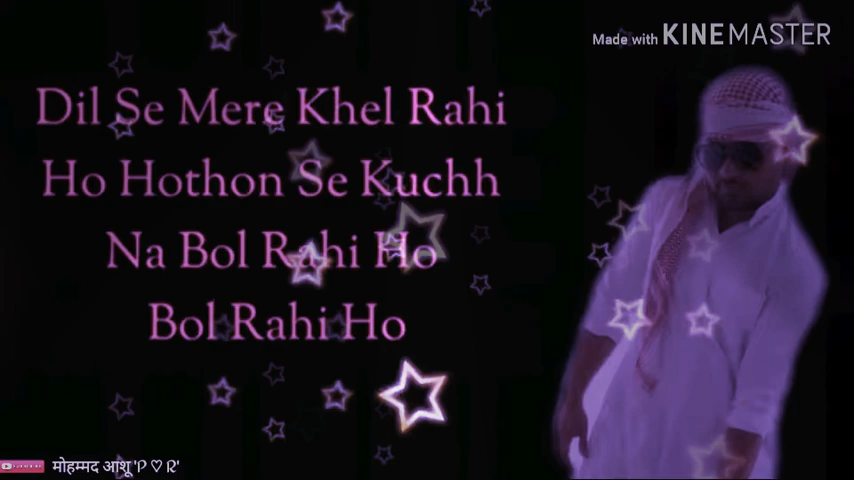 Made with KINEMASTER
Dil Se Mere Khel Rahi
Ho Hothon Se Kuchh
Na Bol Rahi Ho
Bol Rahi Ho
मोहम्मद आशू 'P ♡ R'